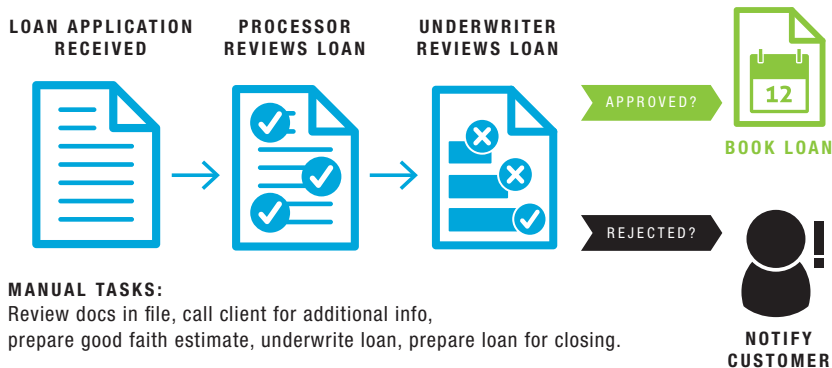 LOAN APPLICATION
RECEIVED
PROCESSOR
REVIEWS LOAN
UNDERWRITER
REVIEWS LOAN
APPROVED?
12
BOOK LOAN
REJECTED?
NOTIFY
CUSTOMER
MANUAL TASKS:
Review docs in file, call client for additional info,
prepare good faith estimate, underwrite loan, prepare loan for closing.